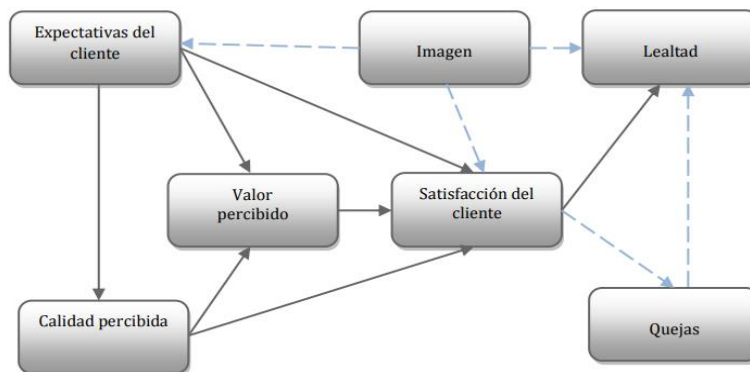 Expectativas del
cliente
Imagen
Lealtad
Valor
percibido
Satisfacción del
cliente
Calidad percibida
Quejas